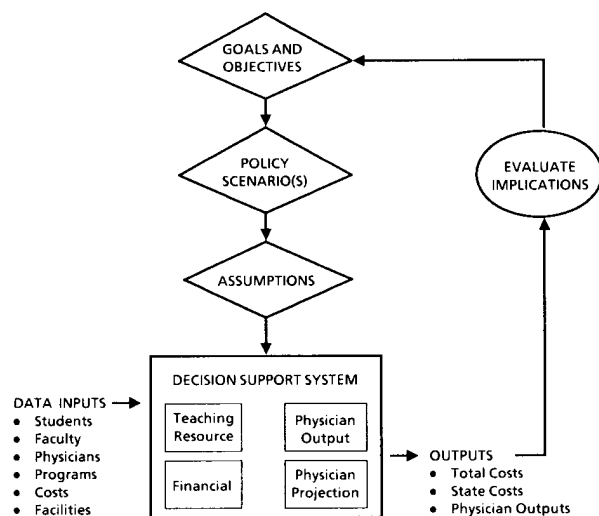 GOALS AND
OBJECTIVES
POLICY
SCENARIO(S)
EVALUATE
IMPLICATIONS
ASSUMPTIONS
DECISION SUPPORT SYSTEM
DATA INPUTS
• Students
• Faculty
• Physicians
• Programs
• Costs
• Facilities
Teaching
Resource
Physician
Output
Financial
Physician
Projection
OUTPUTS
• Total Costs
• State Costs
• Physician Outputs